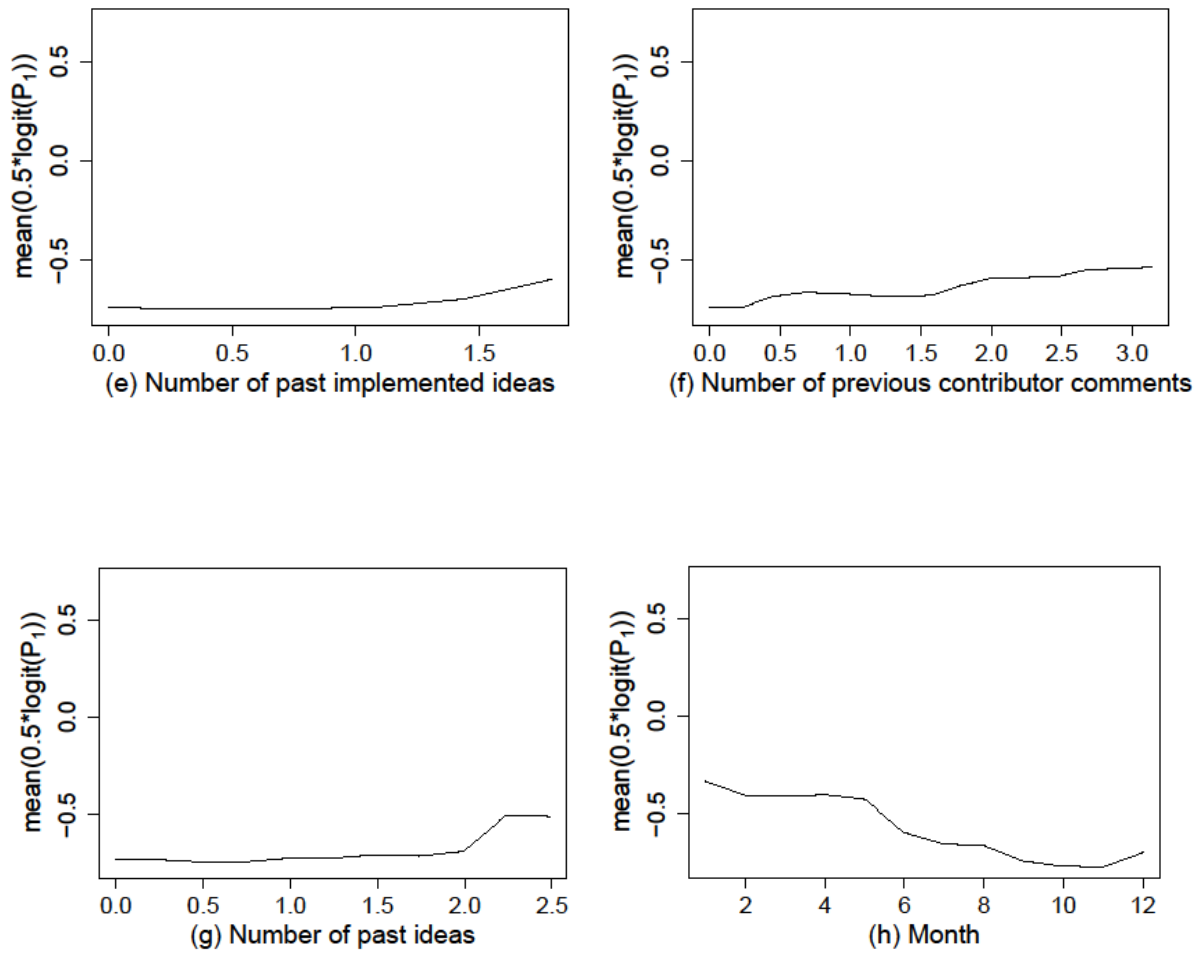 mean(0.5*logit(P₁))
0.5
0.0
−0.5
0.0 0.5 1.0 1.5
(e) Number of past implemented ideas
mean(0.5*logit(P₁))
0.5
0.0
−0.5
0.0 0.5 1.0 1.5 2.0 2.5 3.0
(f) Number of previous contributor comments
mean(0.5*logit(P₁))
0.5
0.0
−0.5
0.0 0.5 1.0 1.5 2.0 2.5
(g) Number of past ideas
mean(0.5*logit(P₁))
0.5
0.0
−0.5
2 4 6 8 10 12
(h) Month